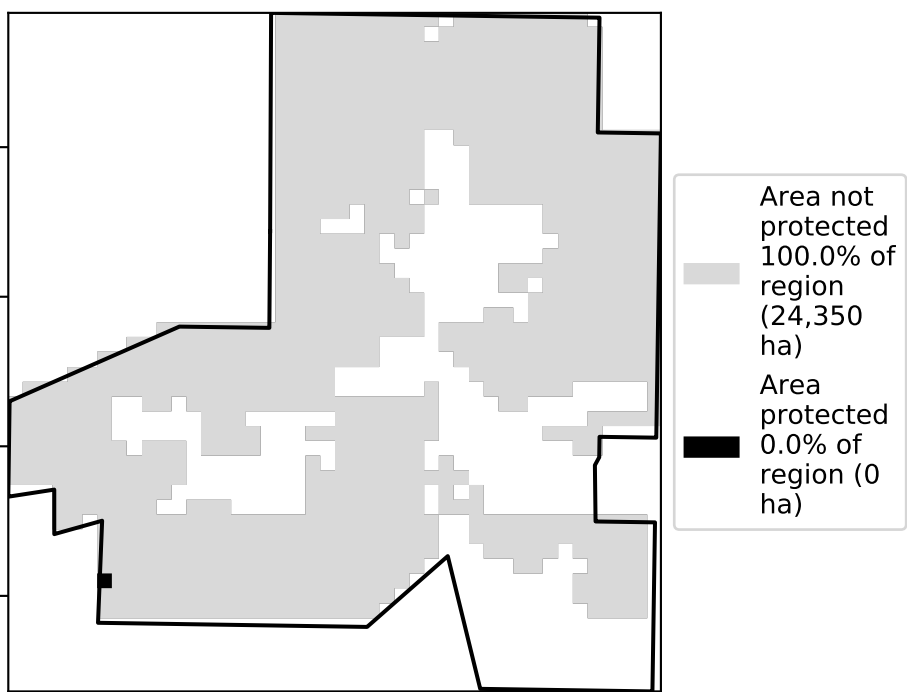 Area not
protected
100.0% of
region
(24,350
ha)
Area
protected
0.0% of
region (0
ha)